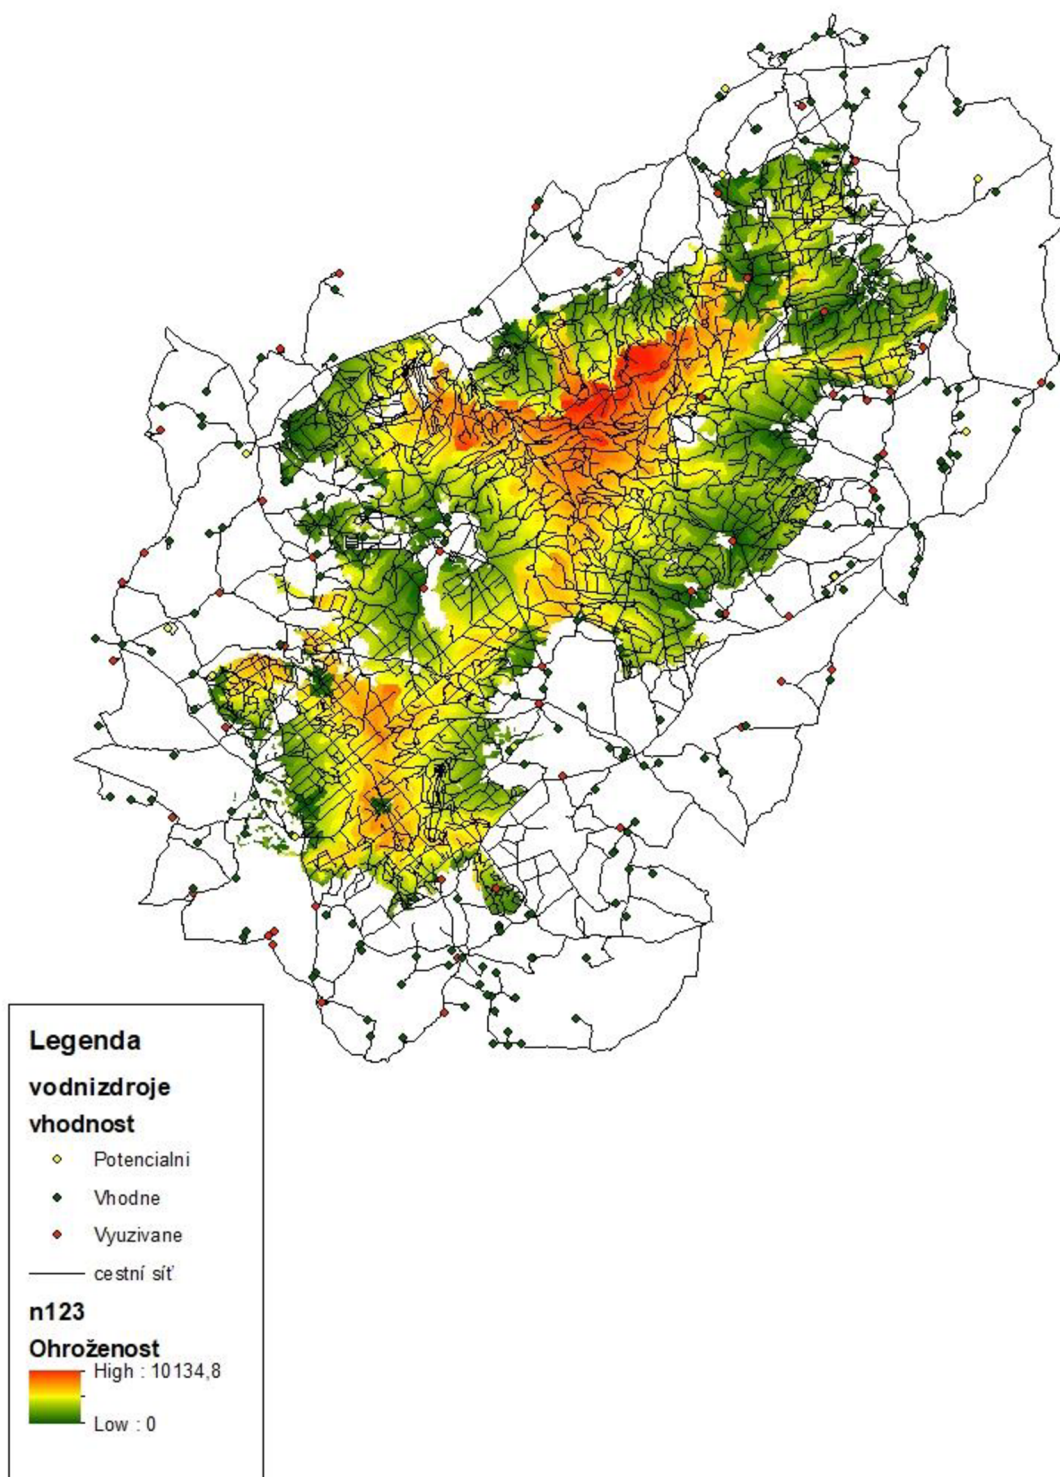 Legenda
vodnizdroje
vhodnost
Potencialni
Vhodne
Vyuzivane
cestní síť
n123
Ohroženost
High : 10134,8
Low : 0